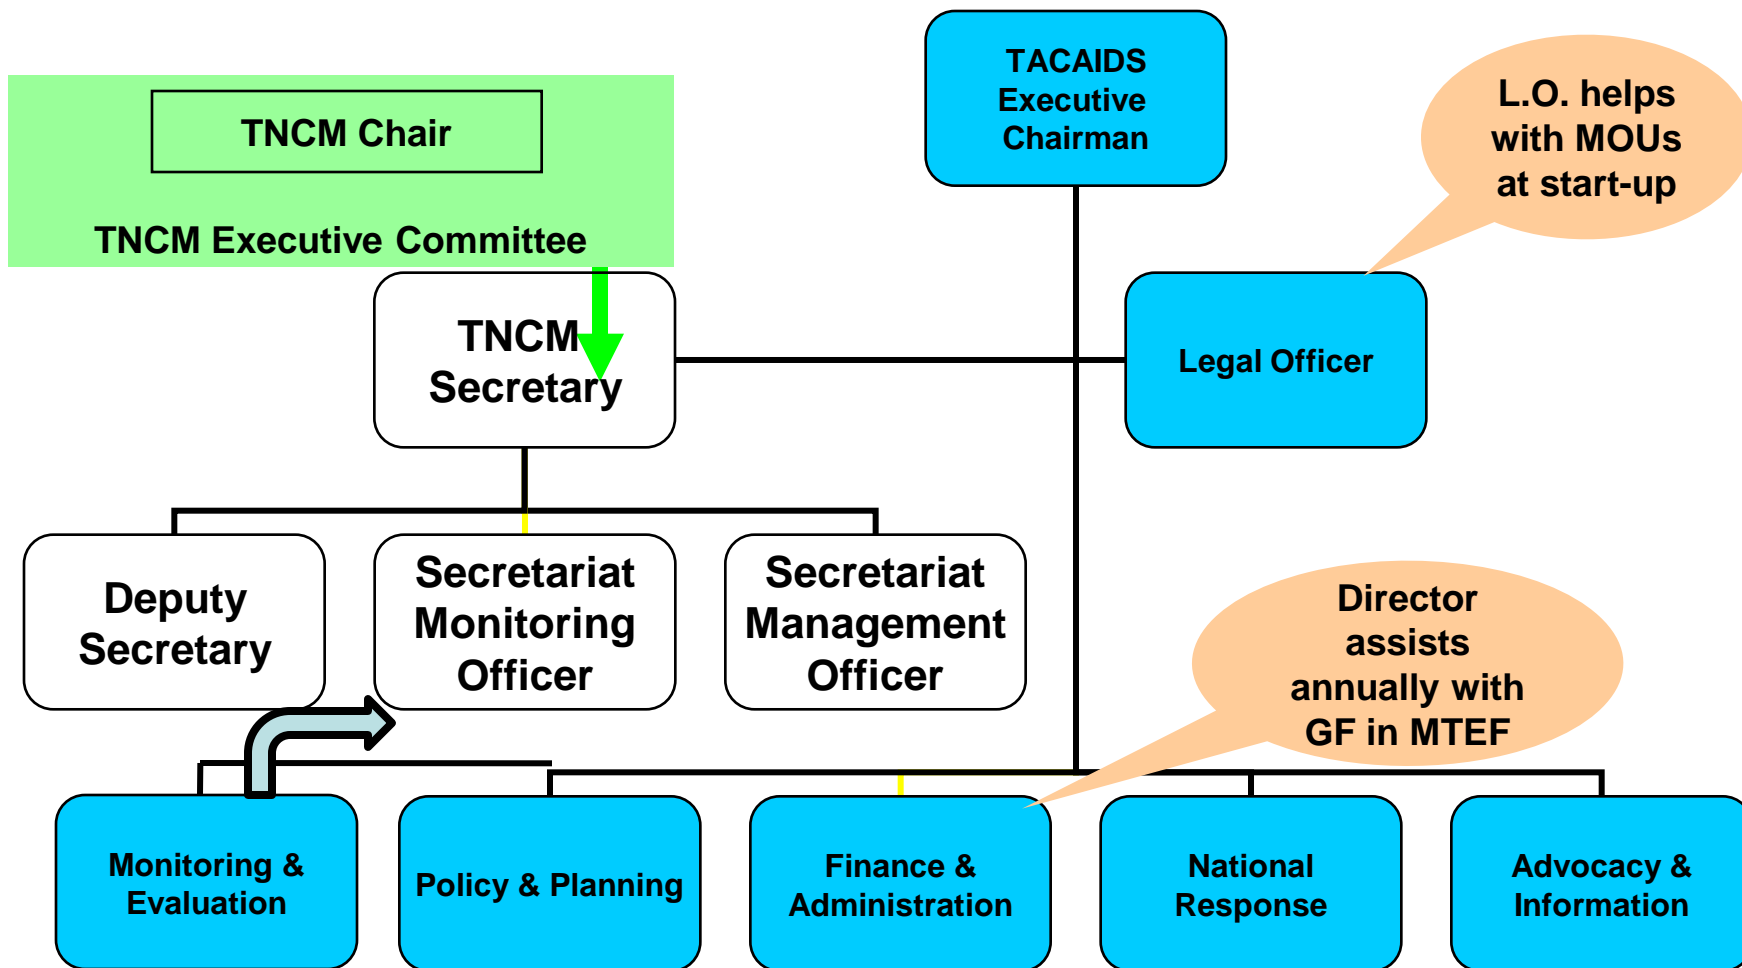 TACAIDS
Executive
Chairman
L.O. helps
with MOUs
at start-up
TNCM Chair
TNCM Executive Committee
TNCM
Secretary
Legal Officer
Deputy
Secretary
Secretariat
Monitoring
Officer
Secretariat
Management
Officer
Director
assists
annually with
GF in MTEF
Monitoring &
Evaluation
Policy & Planning
Finance &
Administration
National
Response
Advocacy &
Information